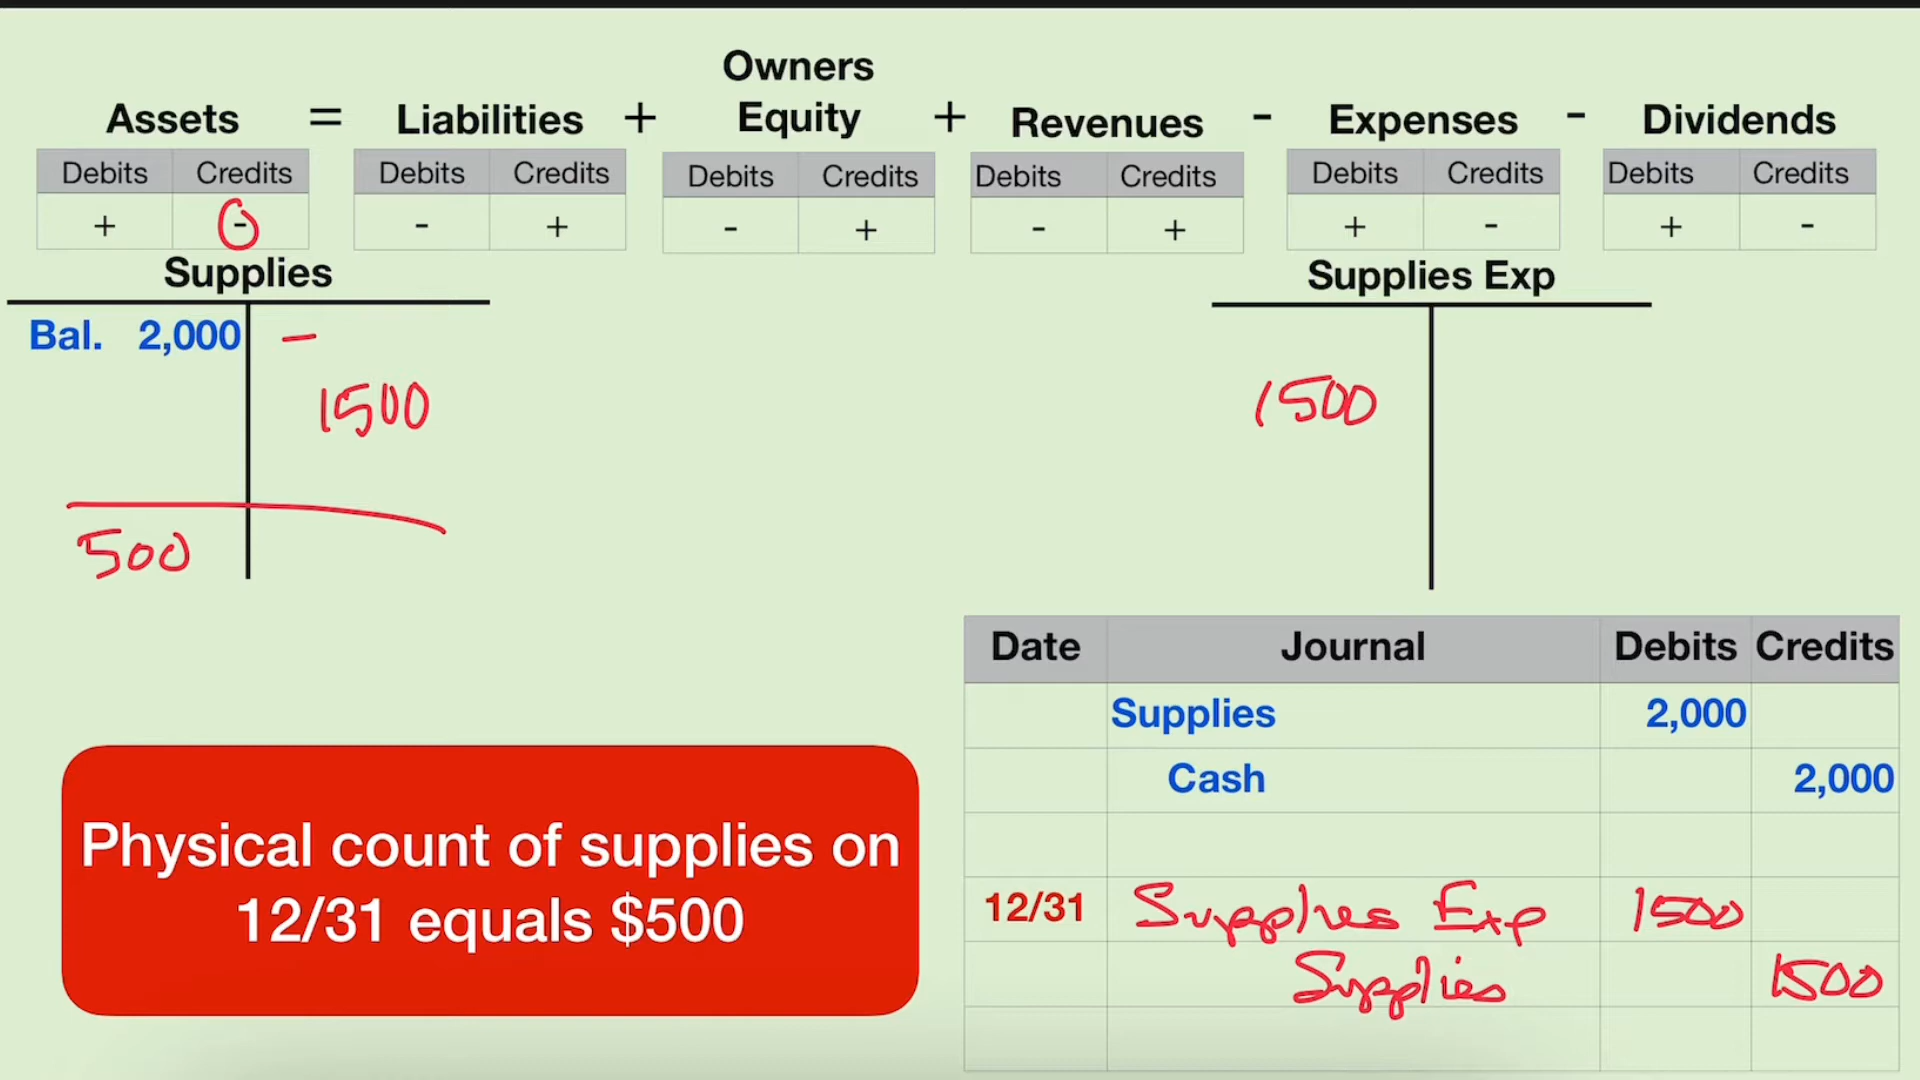 Assets = Liabilities + Owners Equity + Revenues - Expenses - Dividends
Debits Credits Debits Credits Debits Credits Debits Credits Debits Credits Debits Credits
+ - - + - + - + + - + -
Supplies Supplies Exp
Bal. 2,000 -
1500 1500
500
Date Journal Debits Credits
Supplies 2,000
Cash 2,000
12/31 Supplies Exp 1500
Supplies 1500
Physical count of supplies on
12/31 equals $500